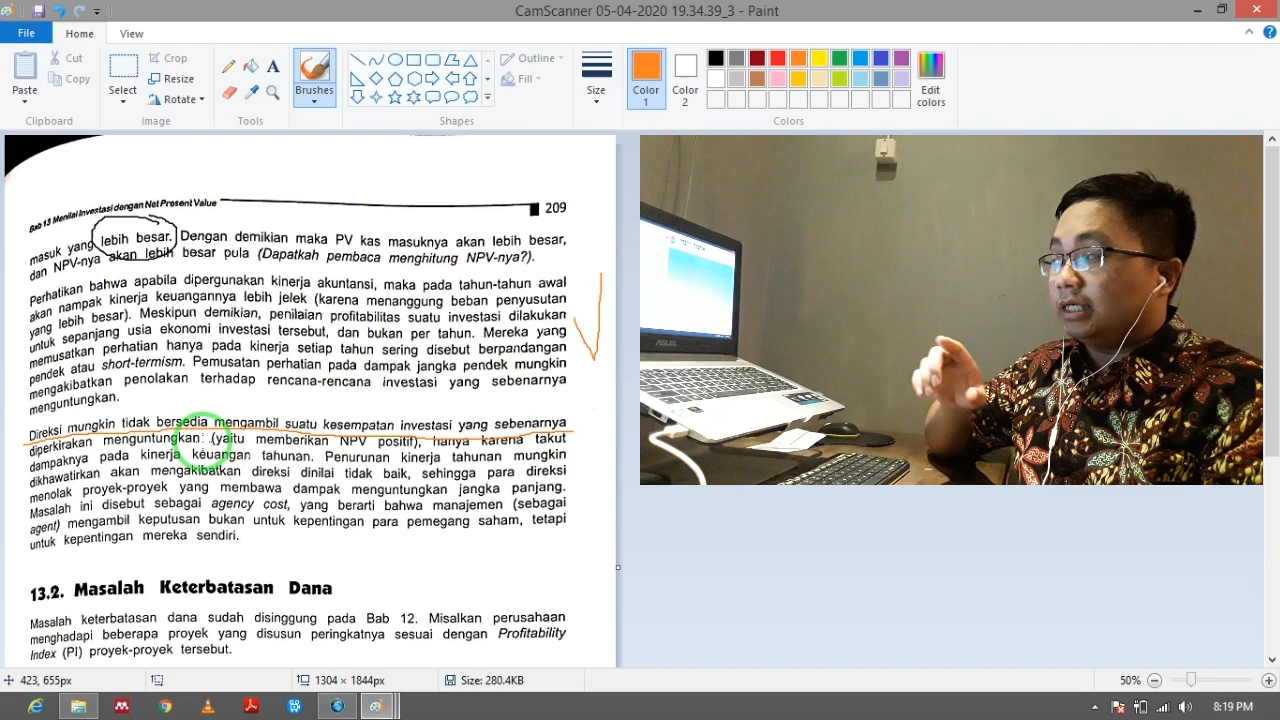 CamScanner 05-04-2020 19.34.39_3 - Paint
File Home View
Paste Cut Copy Clipboard
Select Crop Resize Rotate Image
Tools
Brushes
Outline Fill Shapes
Size
Color 1 Color 2 Edit colors Colors
Bab 13 Menilai Investasi dengan Net Present Value 209
masuk yang lebih besar. Dengan demikian maka PV kas masuknya akan lebih besar,
dan NPV-nya akan lebih besar pula (Dapatkah pembaca menghitung NPV-nya?).
Perhatikan bahwa apabila dipergunakan kinerja akuntansi, maka pada tahun-tahun awal
akan nampak kinerja keuangannya lebih jelek (karena menanggung beban penyusutan
yang lebih besar). Meskipun demikian, penilaian profitabilitas suatu investasi dilakukan
untuk sepanjang usia ekonomi investasi tersebut, dan bukan per tahun. Mereka yang
memusatkan perhatian hanya pada kinerja setiap tahun sering disebut berpandangan
pendek atau short-termism. Pemusatan perhatian pada dampak jangka pendek mungkin
mengakibatkan penolakan terhadap rencana-rencana investasi yang sebenarnya
menguntungkan.
Direksi mungkin tidak bersedia mengambil suatu kesempatan investasi yang sebenarnya
diperkirakan menguntungkan (yaitu memberikan NPV positif), hanya karena takut
dampaknya pada kinerja keuangan tahunan. Penurunan kinerja tahunan mungkin
dikhawatirkan akan mengakibatkan direksi dinilai tidak baik, sehingga para direksi
menolak proyek-proyek yang membawa dampak menguntungkan jangka panjang.
Masalah ini disebut sebagai agency cost, yang berarti bahwa manajemen (sebagai
agent) mengambil keputusan bukan untuk kepentingan para pemegang saham, tetapi
untuk kepentingan mereka sendiri.
13.2. Masalah Keterbatasan Dana
Masalah keterbatasan dana sudah disinggung pada Bab 12. Misalkan perusahaan
menghadapi beberapa proyek yang disusun peringkatnya sesuai dengan Profitability
Index (PI) proyek-proyek tersebut.
ASUS
423, 655px 1304 × 1844px Size: 280.4KB 50%
8:19 PM